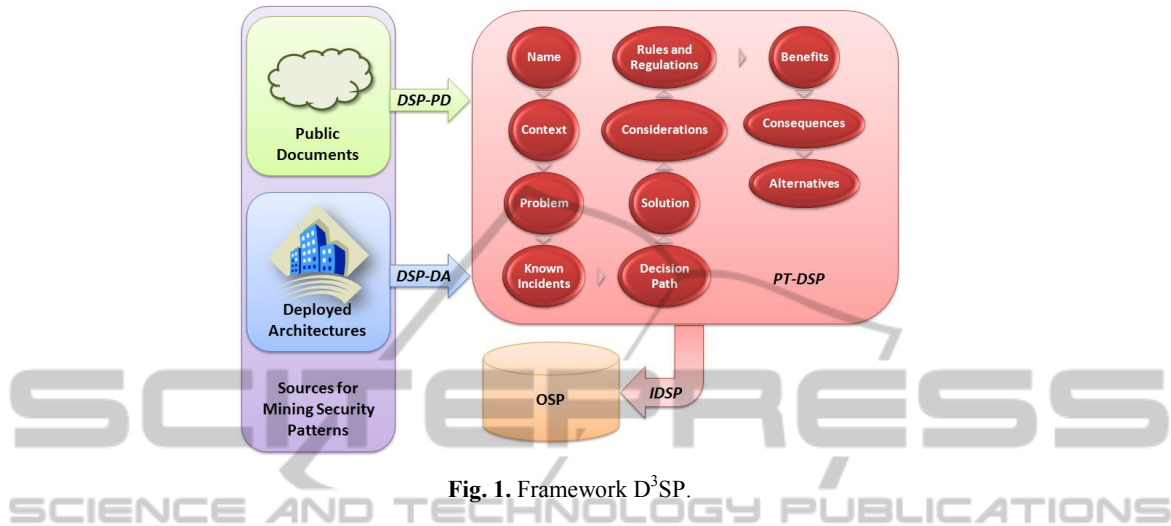 Public
Documents
Deployed
Architectures
Sources for
Mining Security
Patterns
DSP-PD
DSP-DA
Name
Context
Problem
Known
Incidents
Decision
Path
Solution
Considerations
Rules and
Regulations
Benefits
Consequences
Alternatives
PT-DSP
IDSP
OSP
Fig. 1. Framework D³SP.
SCITEPRESS
SCIENCE AND TECHNOLOGY PUBLICATIONS